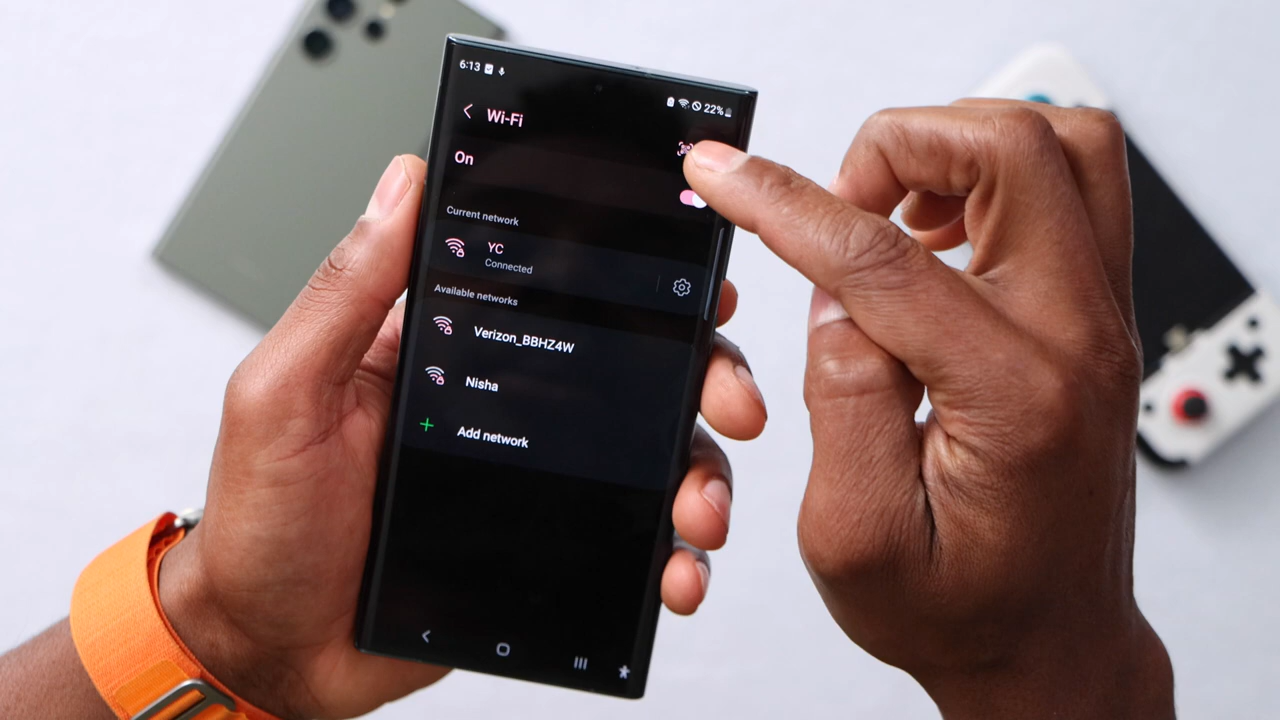 6:13
22%
Wi-Fi
On
Current network
YC
Connected
Available networks
Verizon_BBHZ4W
Nisha
Add network